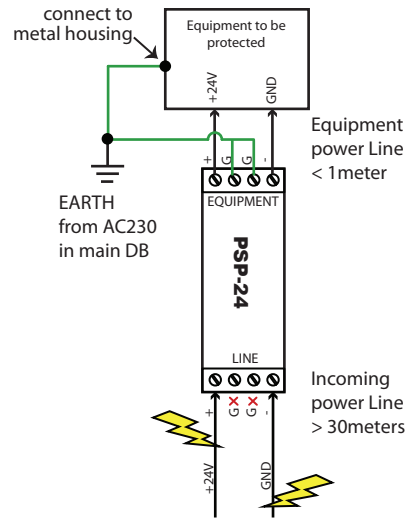 connect to
metal housing
Equipment to be
protected
+24V
GND
Equipment
power Line
< 1meter
+ G G -
EQUIPMENT
EARTH
from AC230
in main DB
PSP-24
LINE
+ G G -
Incoming
power Line
> 30meters
+24V
GND